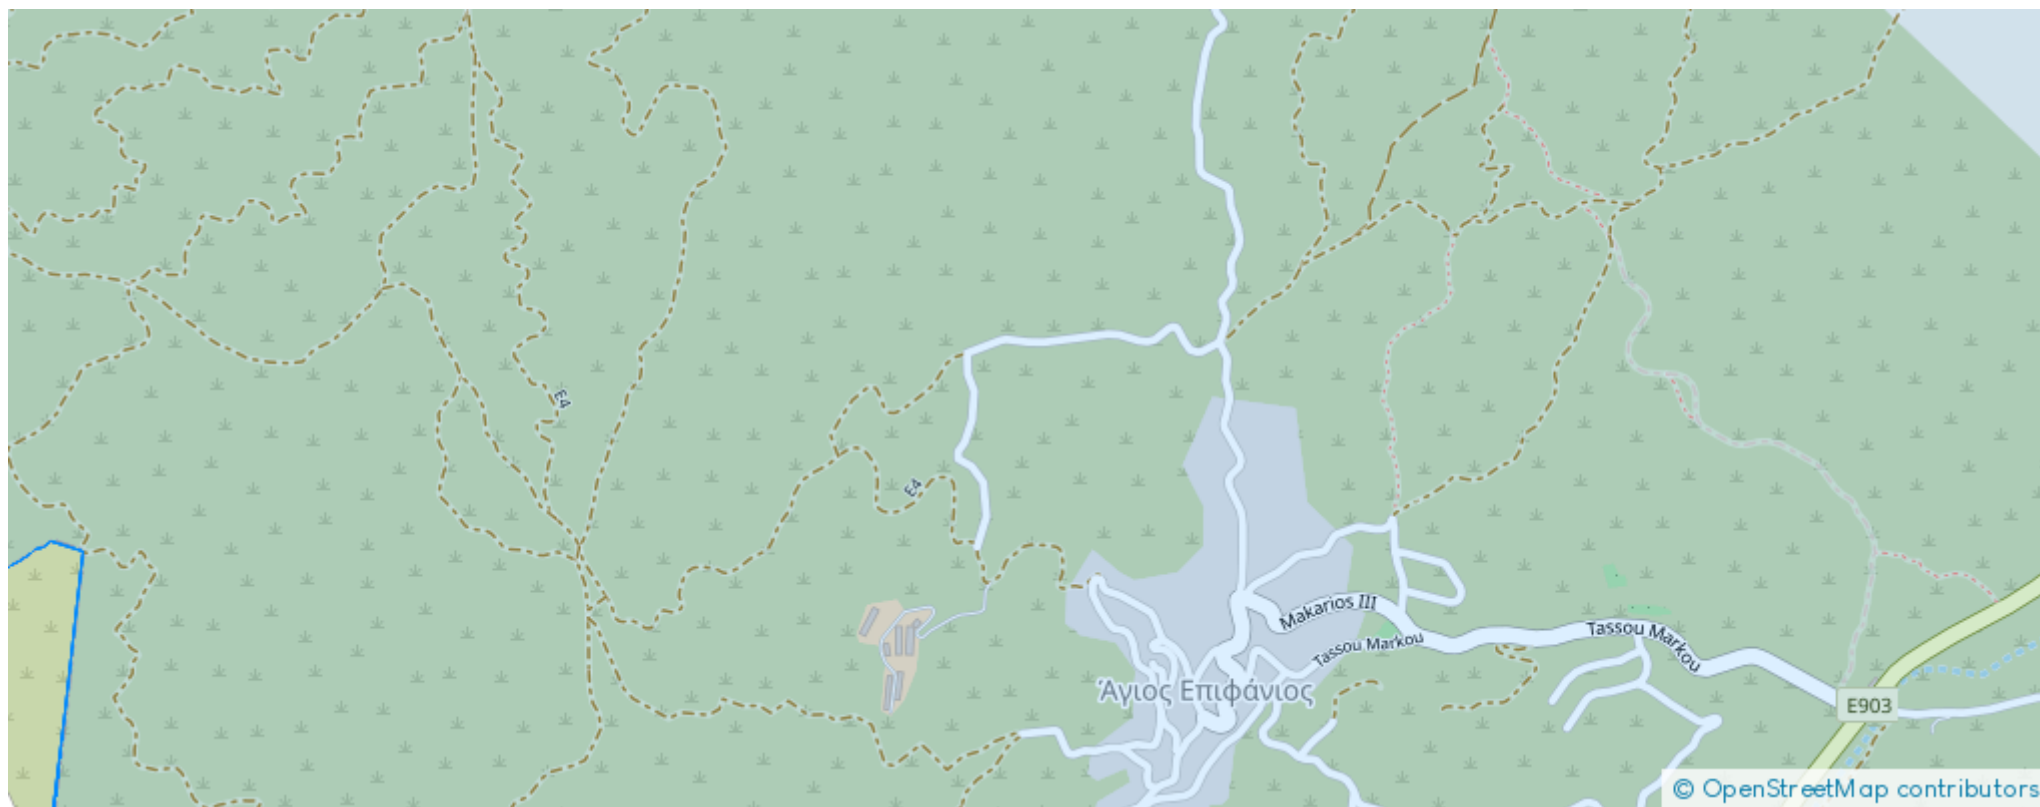 E4
E4
Makarios III
Tassou Markou
Tassou Markou
Άγιος Επιφάνιος
E903
© OpenStreetMap contributors